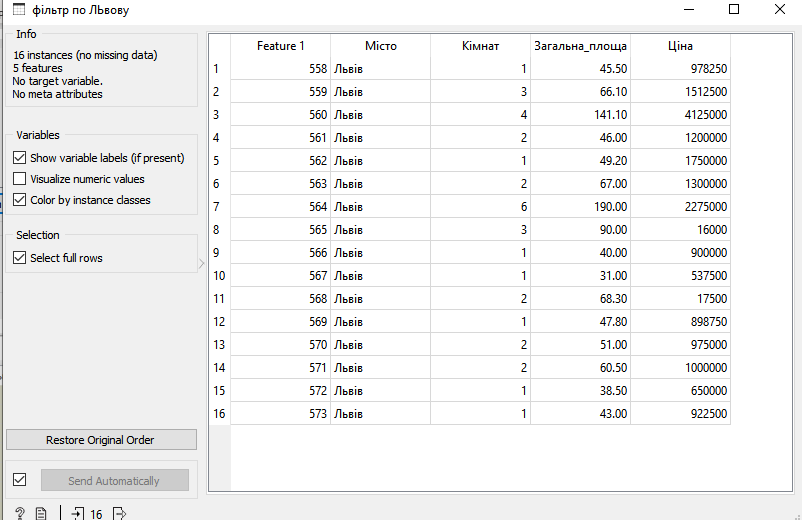 фільтр по ЛЬвову
Info
16 instances (no missing data)
5 features
No target variable.
No meta attributes
Variables
Show variable labels (if present)
Visualize numeric values
Color by instance classes
Selection
Select full rows
Restore Original Order
Send Automatically
16
Feature 1 Місто Кімнат Загальна_площа Ціна
1 558 Львів 1 45.50 978250
2 559 Львів 3 66.10 1512500
3 560 Львів 4 141.10 4125000
4 561 Львів 2 46.00 1200000
5 562 Львів 1 49.20 1750000
6 563 Львів 2 67.00 1300000
7 564 Львів 6 190.00 2275000
8 565 Львів 3 90.00 16000
9 566 Львів 1 40.00 900000
10 567 Львів 1 31.00 537500
11 568 Львів 2 68.30 17500
12 569 Львів 1 47.80 898750
13 570 Львів 2 51.00 975000
14 571 Львів 2 60.50 1000000
15 572 Львів 1 38.50 650000
16 573 Львів 1 43.00 922500